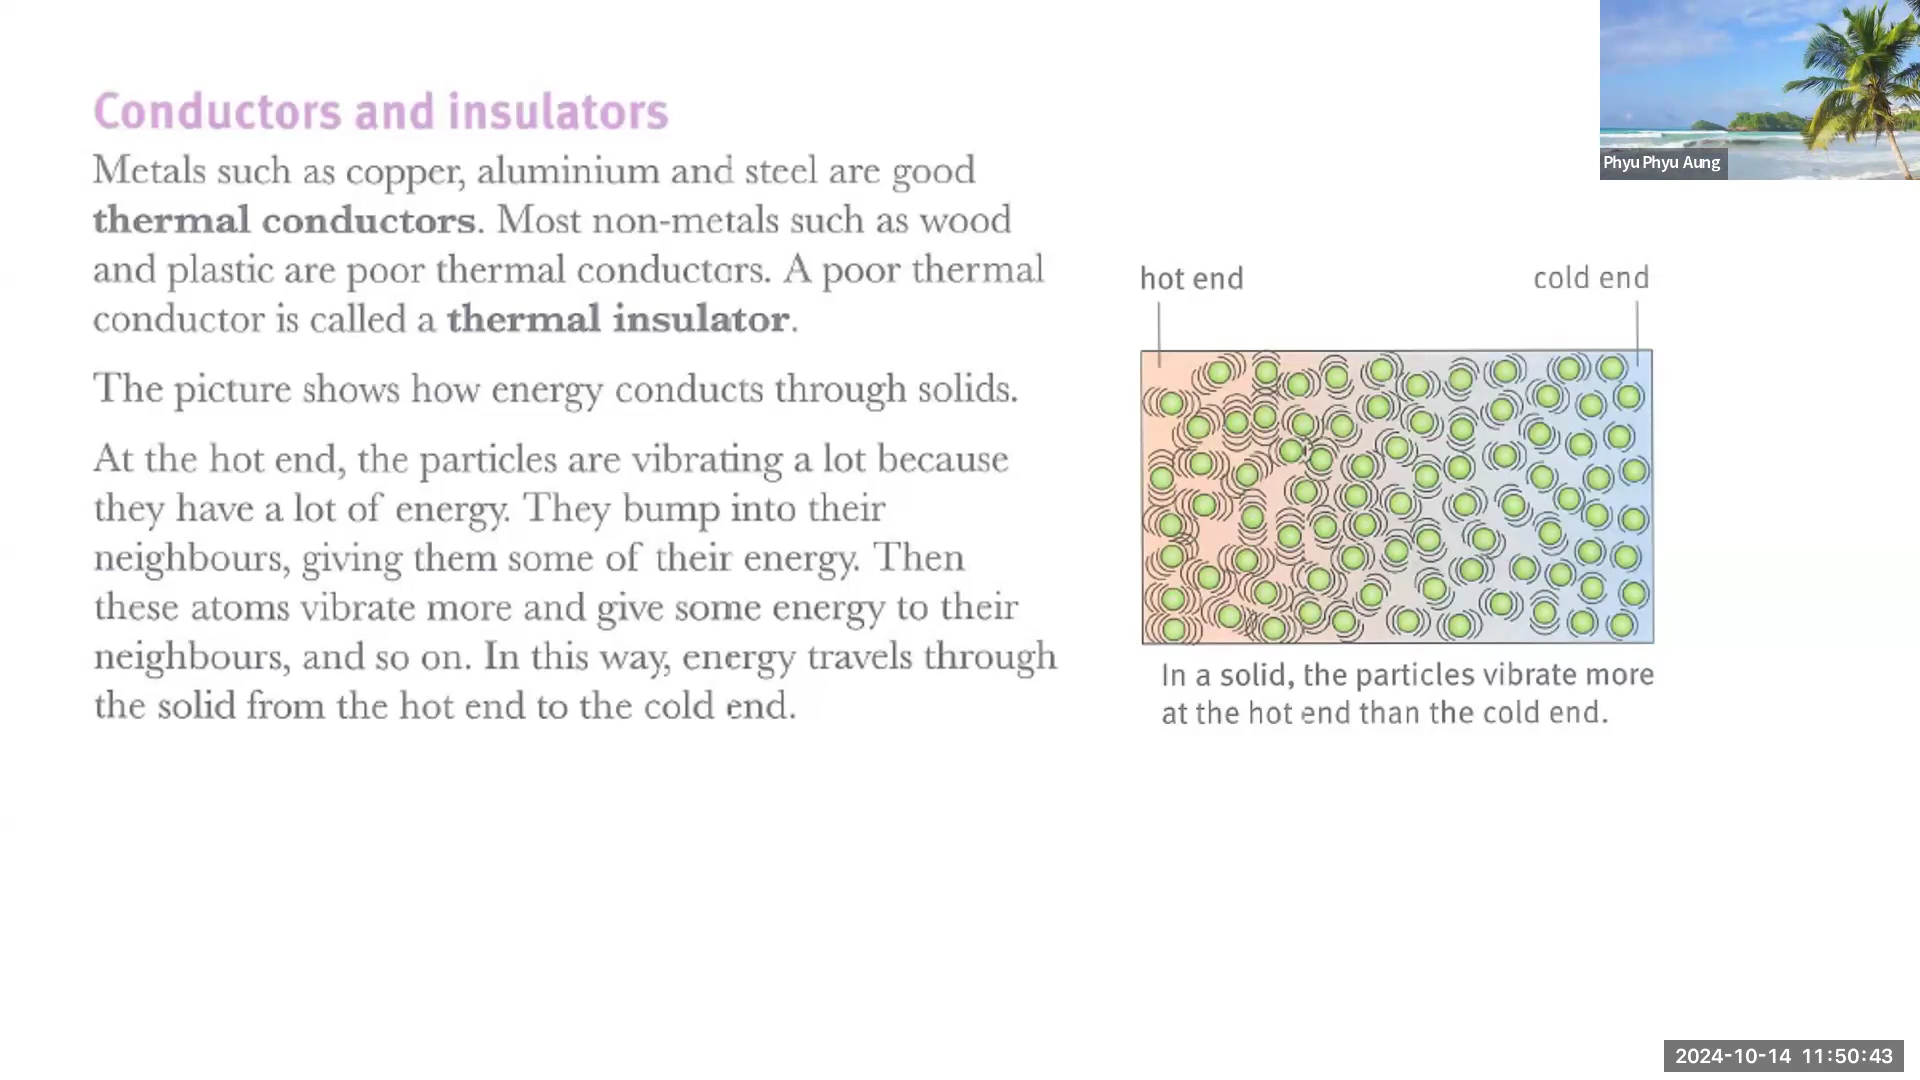 Conductors and insulators
Metals such as copper, aluminium and steel are good
thermal conductors. Most non-metals such as wood
and plastic are poor thermal conductors. A poor thermal
conductor is called a thermal insulator.
The picture shows how energy conducts through solids.
At the hot end, the particles are vibrating a lot because
they have a lot of energy. They bump into their
neighbours, giving them some of their energy. Then
these atoms vibrate more and give some energy to their
neighbours, and so on. In this way, energy travels through
the solid from the hot end to the cold end.
hot end
cold end
In a solid, the particles vibrate more
at the hot end than the cold end.
Phyu Phyu Aung
2024-10-14 11:50:43